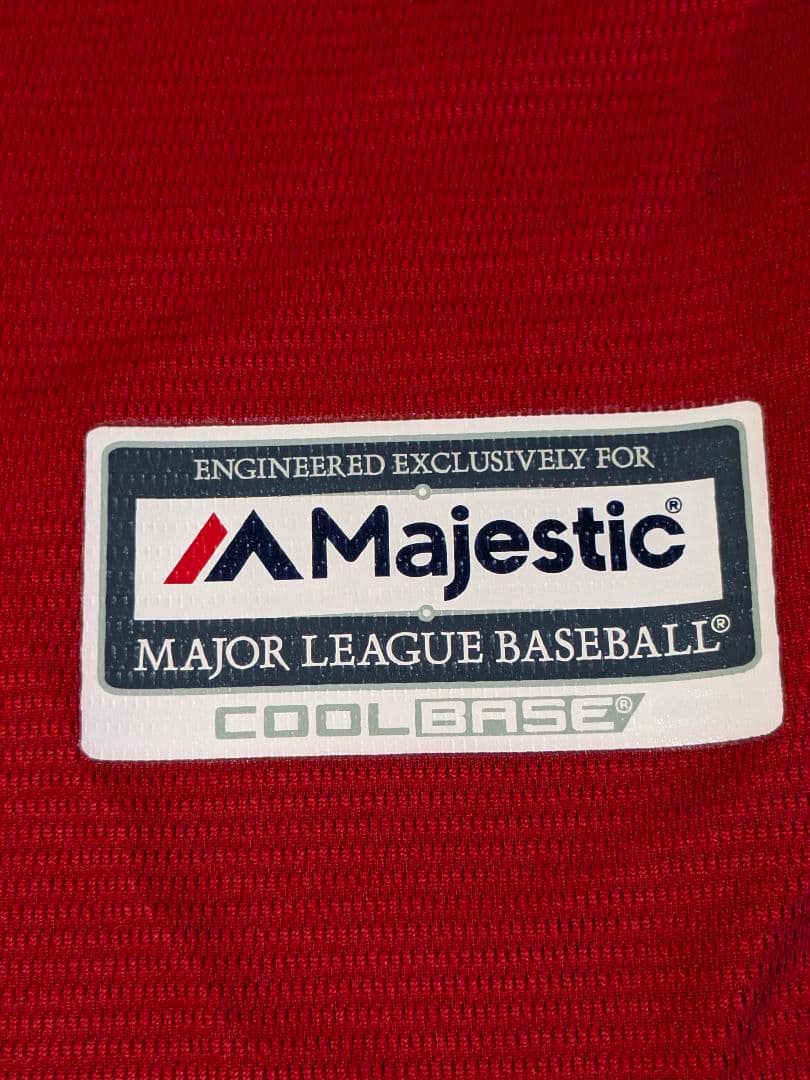 ENGINEERED EXCLUSIVELY FOR
Majestic®
MAJOR LEAGUE BASEBALL®
COOLBASE®